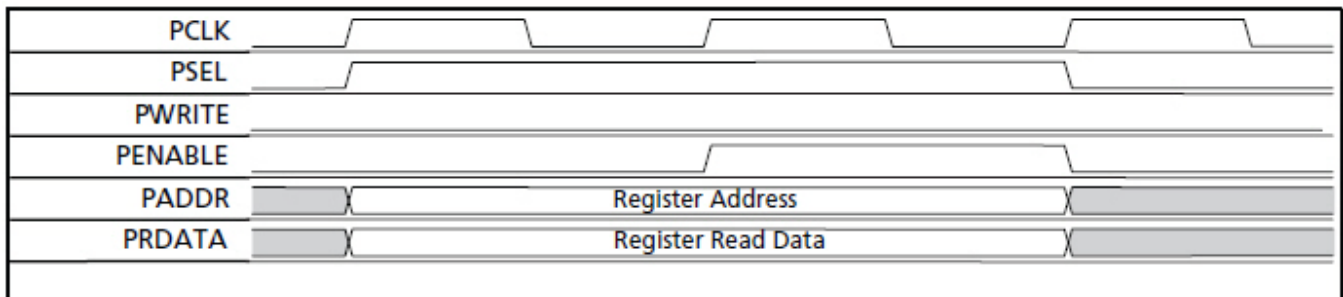 PCLK
PSEL
PWRITE
PENABLE
PADDR Register Address
PRDATA Register Read Data